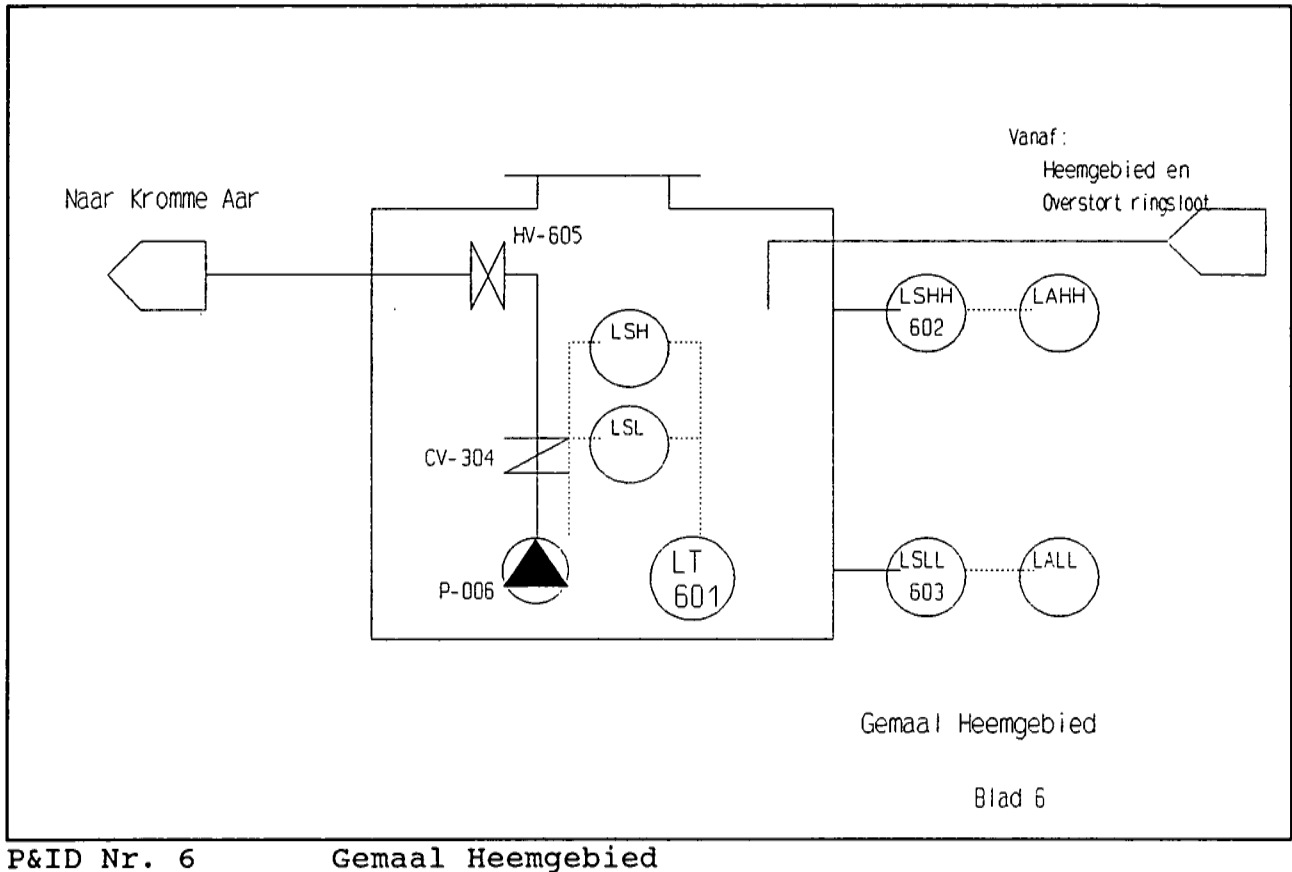 Vanaf:
Heemgebied en
Overstort ringsloot
Naar Kromme Aar
HV-605
LSHH
602
LAHH
LSH
LSL
CV-304
P-006
LT
601
LSLL
603
LALL
Gemaal Heemgebied
Blad 6
P&ID Nr. 6 Gemaal Heemgebied